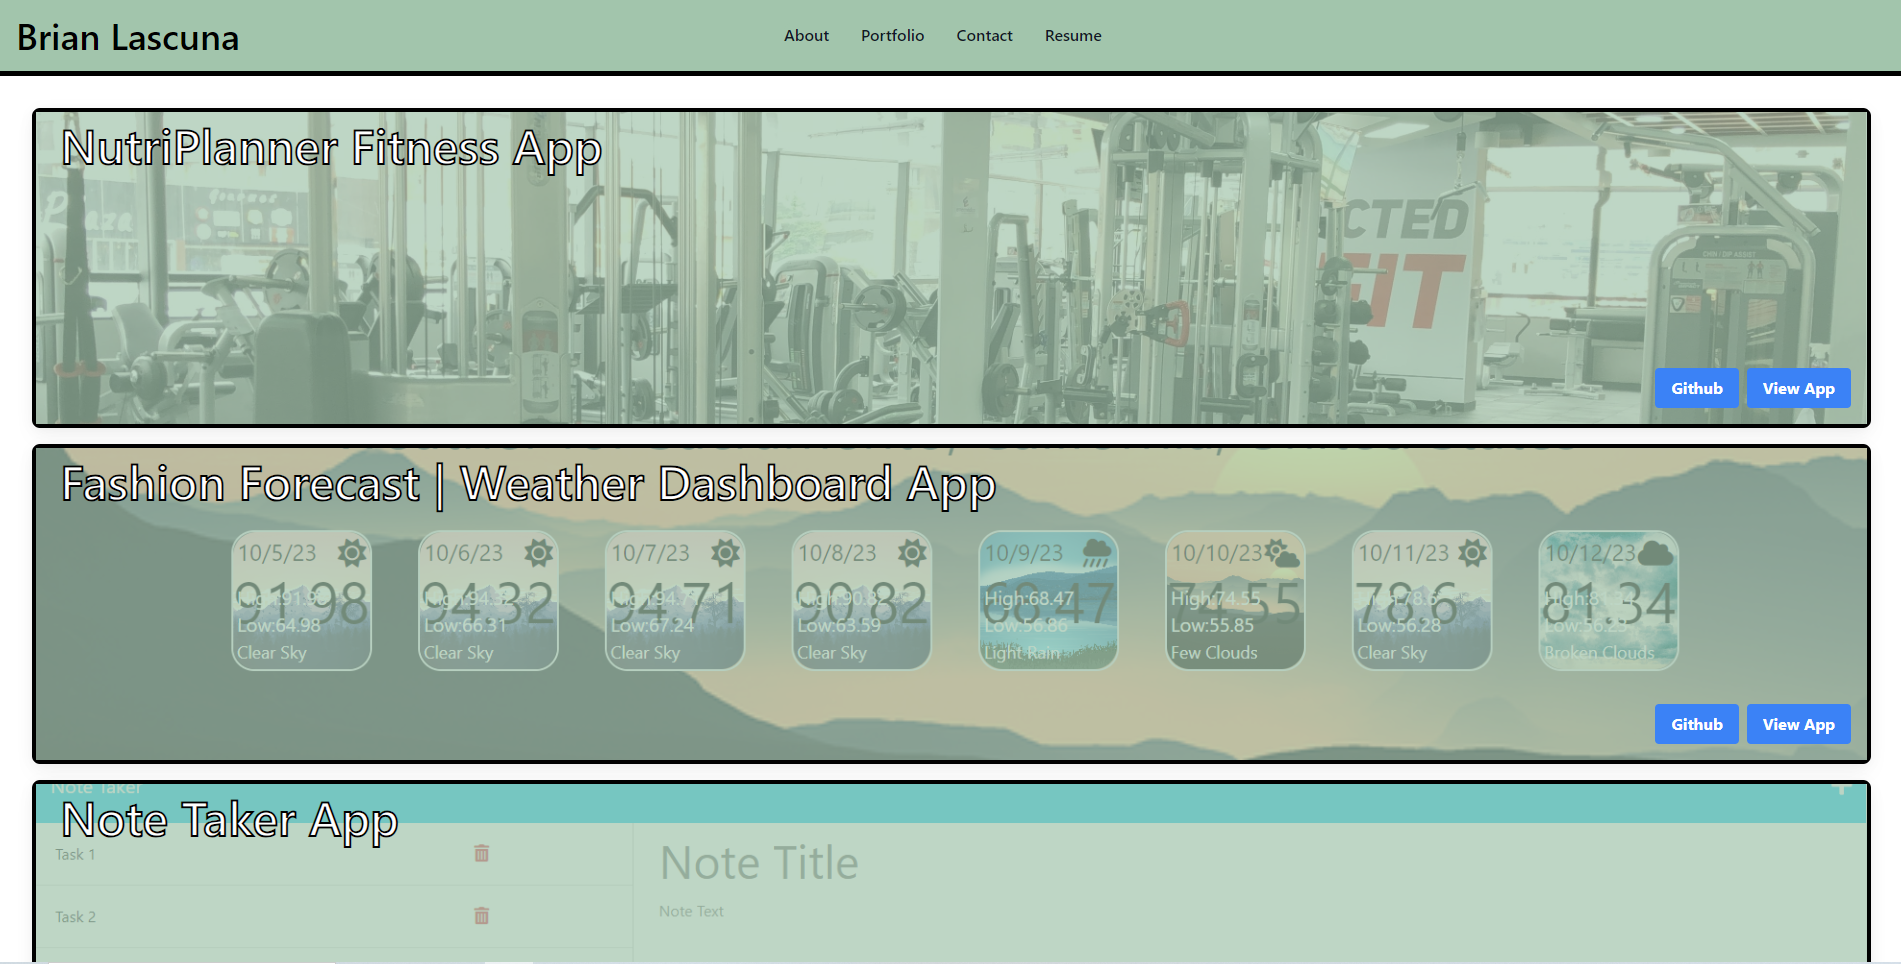 Brian Lascuna
About Portfolio Contact Resume
NutriPlanner Fitness App
CTED
FIT
CHIN / DIP ASSIST
Github View App
Fashion Forecast | Weather Dashboard App
10/5/23
91.98
High:91.98
Low:64.98
Clear Sky
10/6/23
94.32
High:94.32
Low:66.31
Clear Sky
10/7/23
94.71
High:94.71
Low:67.24
Clear Sky
10/8/23
90.82
High:90.82
Low:63.59
Clear Sky
10/9/23
68.47
High:68.47
Low:56.86
Light Rain
10/10/23
74.55
High:74.55
Low:55.85
Few Clouds
10/11/23
78.6
High:78.6
Low:56.28
Clear Sky
10/12/23
81.34
High:81.34
Broken Clouds
Github View App
Note Taker
Note Taker App
Task 1
Task 2
Note Title
Note Text